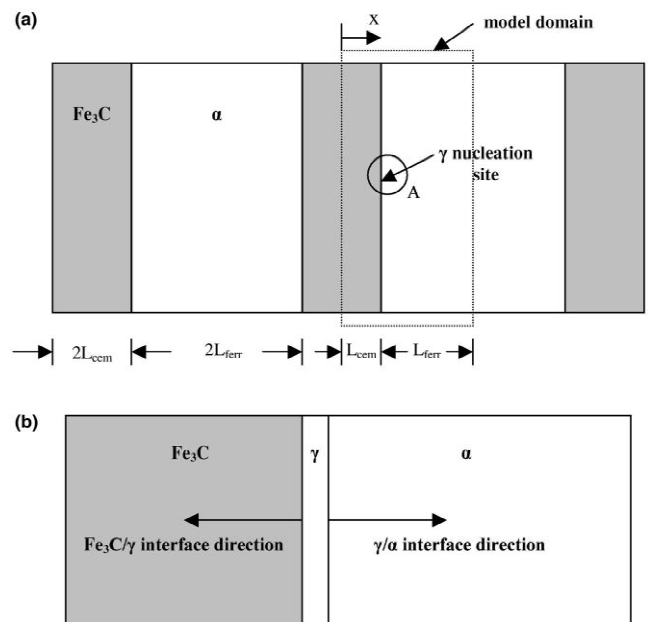 (a)
x
model domain
Fe₃C
α
γ nucleation
site
A
2Lcem
2Lferr
Lcem
Lferr
(b)
Fe₃C
γ
α
Fe₃C/γ interface direction
γ/α interface direction